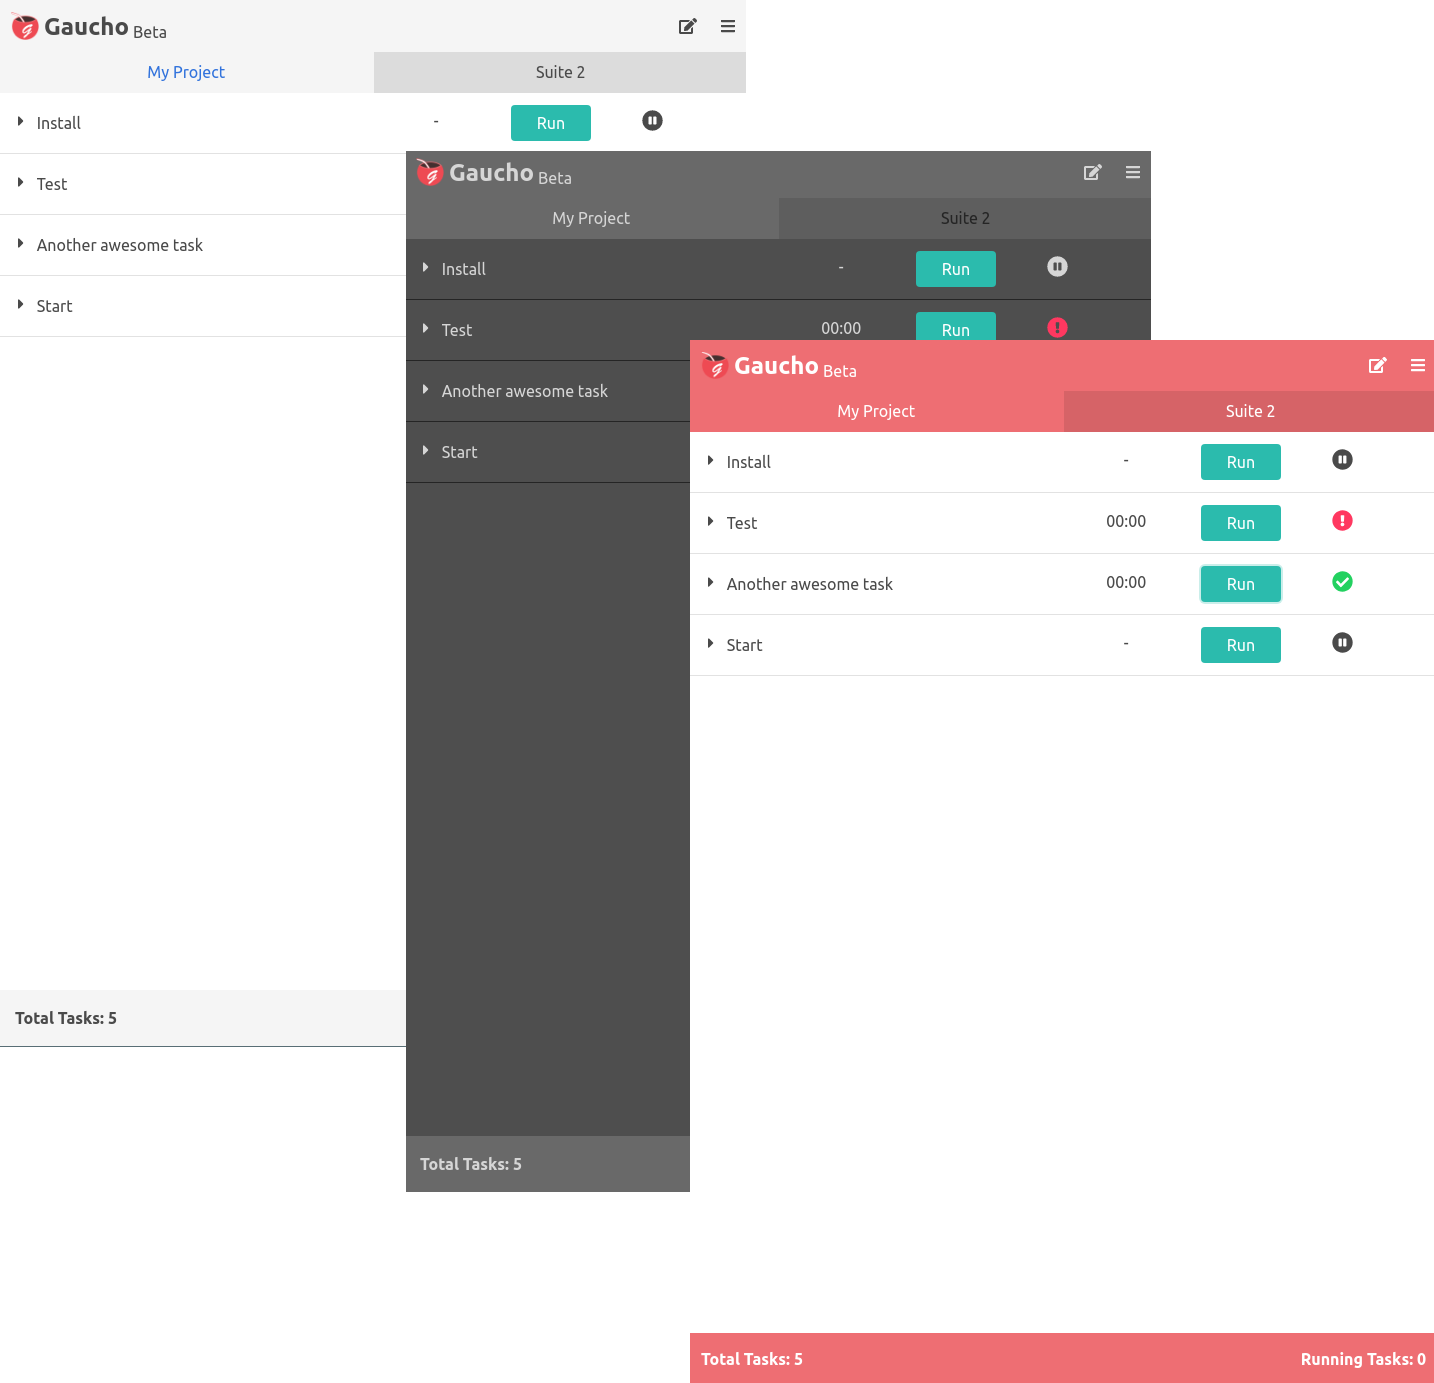 Gaucho Beta
My Project Suite 2
Install - Run
Test
Another awesome task
Start
Total Tasks: 5
Gaucho Beta
My Project Suite 2
Install - Run
Test 00:00 Run
Another awesome task
Start
Total Tasks: 5
Gaucho Beta
My Project Suite 2
Install - Run
Test 00:00 Run
Another awesome task 00:00 Run
Start - Run
Total Tasks: 5 Running Tasks: 0